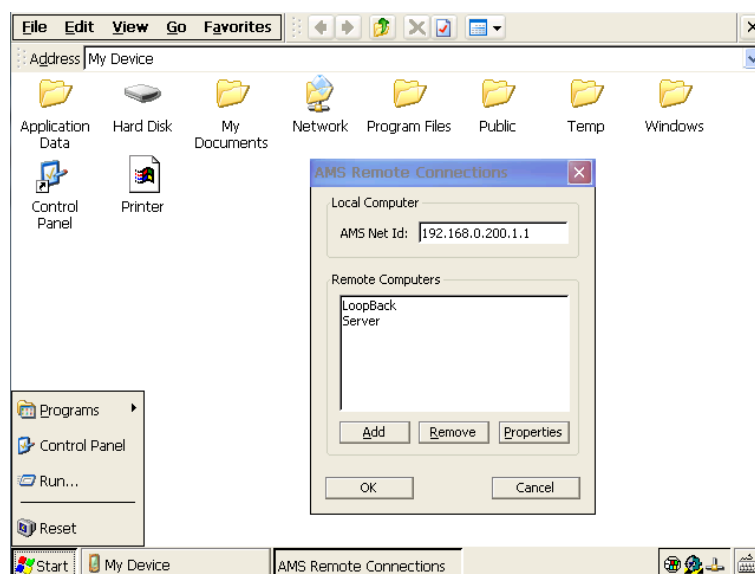 File Edit View Go Favorites
Address My Device
Application Data
Hard Disk
My Documents
Network
Program Files
Public
Temp
Windows
Control Panel
Printer
AMS Remote Connections
Local Computer
AMS Net Id: 192.168.0.200.1.1
Remote Computers
LoopBack
Server
Add Remove Properties
OK Cancel
Programs
Control Panel
Run...
Reset
Start My Device AMS Remote Connections